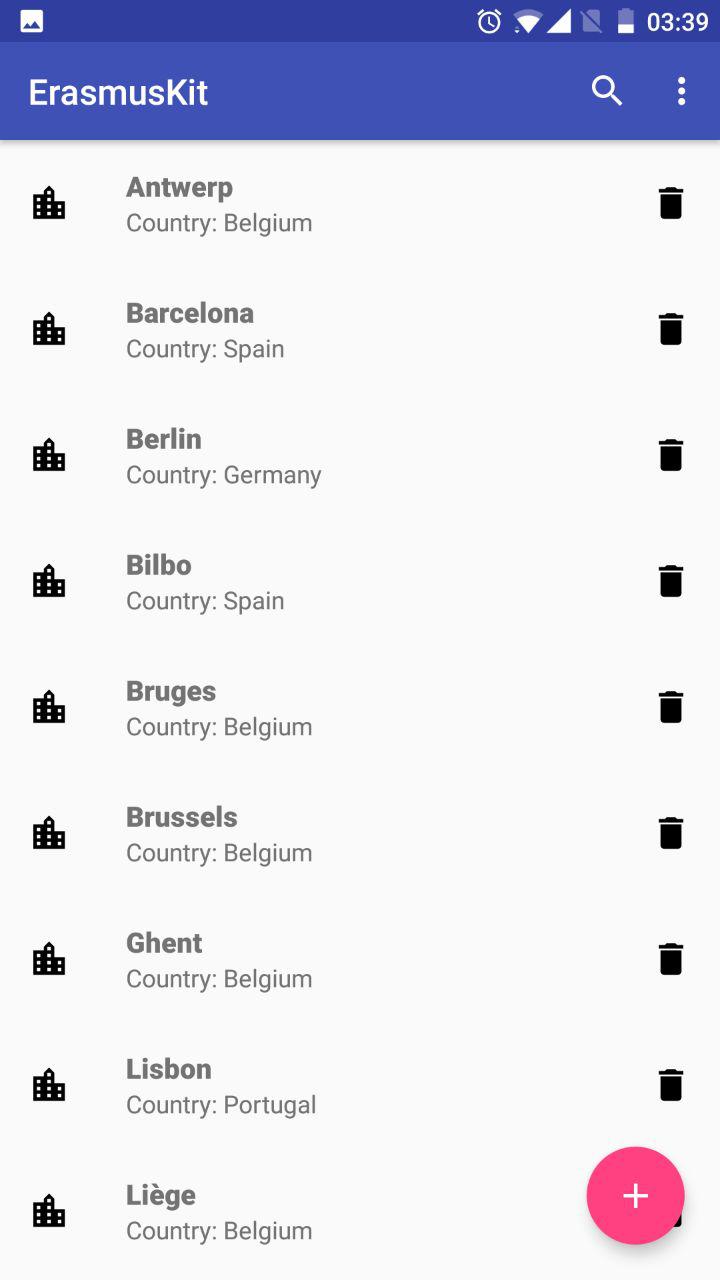 03:39
ErasmusKit
Antwerp
Country: Belgium
Barcelona
Country: Spain
Berlin
Country: Germany
Bilbo
Country: Spain
Bruges
Country: Belgium
Brussels
Country: Belgium
Ghent
Country: Belgium
Lisbon
Country: Portugal
Liège
Country: Belgium